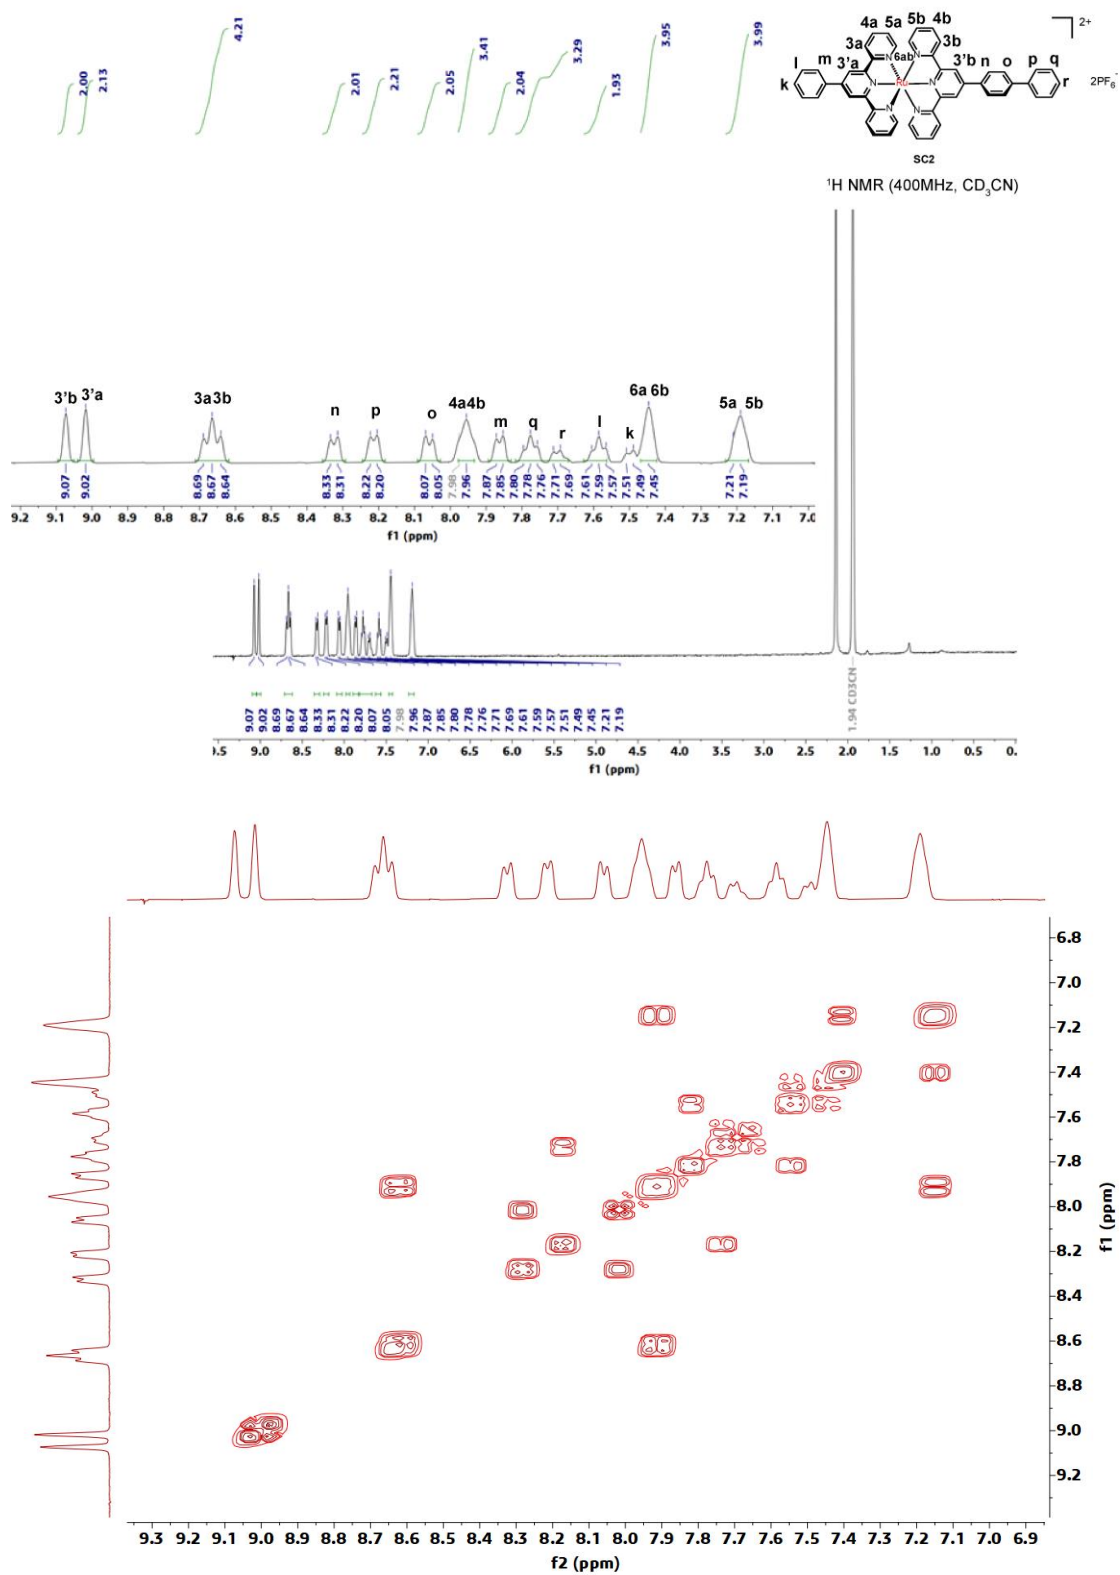 2.00 2.13 4.21 2.01 2.21 2.05 3.41 2.04 3.29 1.93 3.95 3.99
4a 5a 5b 4b
2+
3a 6ab 3b
l m 3'a 3'b n o p q
k N N N Ru N N N r 2PF6-
SC2
1H NMR (400MHz, CD3CN)
3'b 3'a 3a3b n p o 4a4b m q r l k 6a 6b 5a 5b
9.07 9.02 8.69 8.67 8.64 8.33 8.31 8.22 8.20 8.07 8.05 7.98 7.96 7.87 7.85 7.80 7.78 7.76 7.71 7.69 7.61 7.59 7.57 7.51 7.49 7.45 7.21 7.19
9.2 9.1 9.0 8.9 8.8 8.7 8.6 8.5 8.4 8.3 8.2 8.1 8.0 7.9 7.8 7.7 7.6 7.5 7.4 7.3 7.2 7.1 7.0
f1 (ppm)
1.94 CD3CN
9.07 9.02 8.69 8.67 8.64 8.33 8.31 8.22 8.20 8.07 8.05 7.98 7.96 7.87 7.85 7.80 7.78 7.76 7.71 7.69 7.61 7.59 7.57 7.51 7.49 7.45 7.21 7.19
9.5 9.0 8.5 8.0 7.5 7.0 6.5 6.0 5.5 5.0 4.5 4.0 3.5 3.0 2.5 2.0 1.5 1.0 0.
f1 (ppm)
6.8
7.0
7.2
7.4
7.6
7.8
8.0
8.2
8.4
8.6
8.8
9.0
9.2
f1 (ppm)
9.3 9.2 9.1 9.0 8.9 8.8 8.7 8.6 8.5 8.4 8.3 8.2 8.1 8.0 7.9 7.8 7.7 7.6 7.5 7.4 7.3 7.2 7.1 7.0 6.9
f2 (ppm)